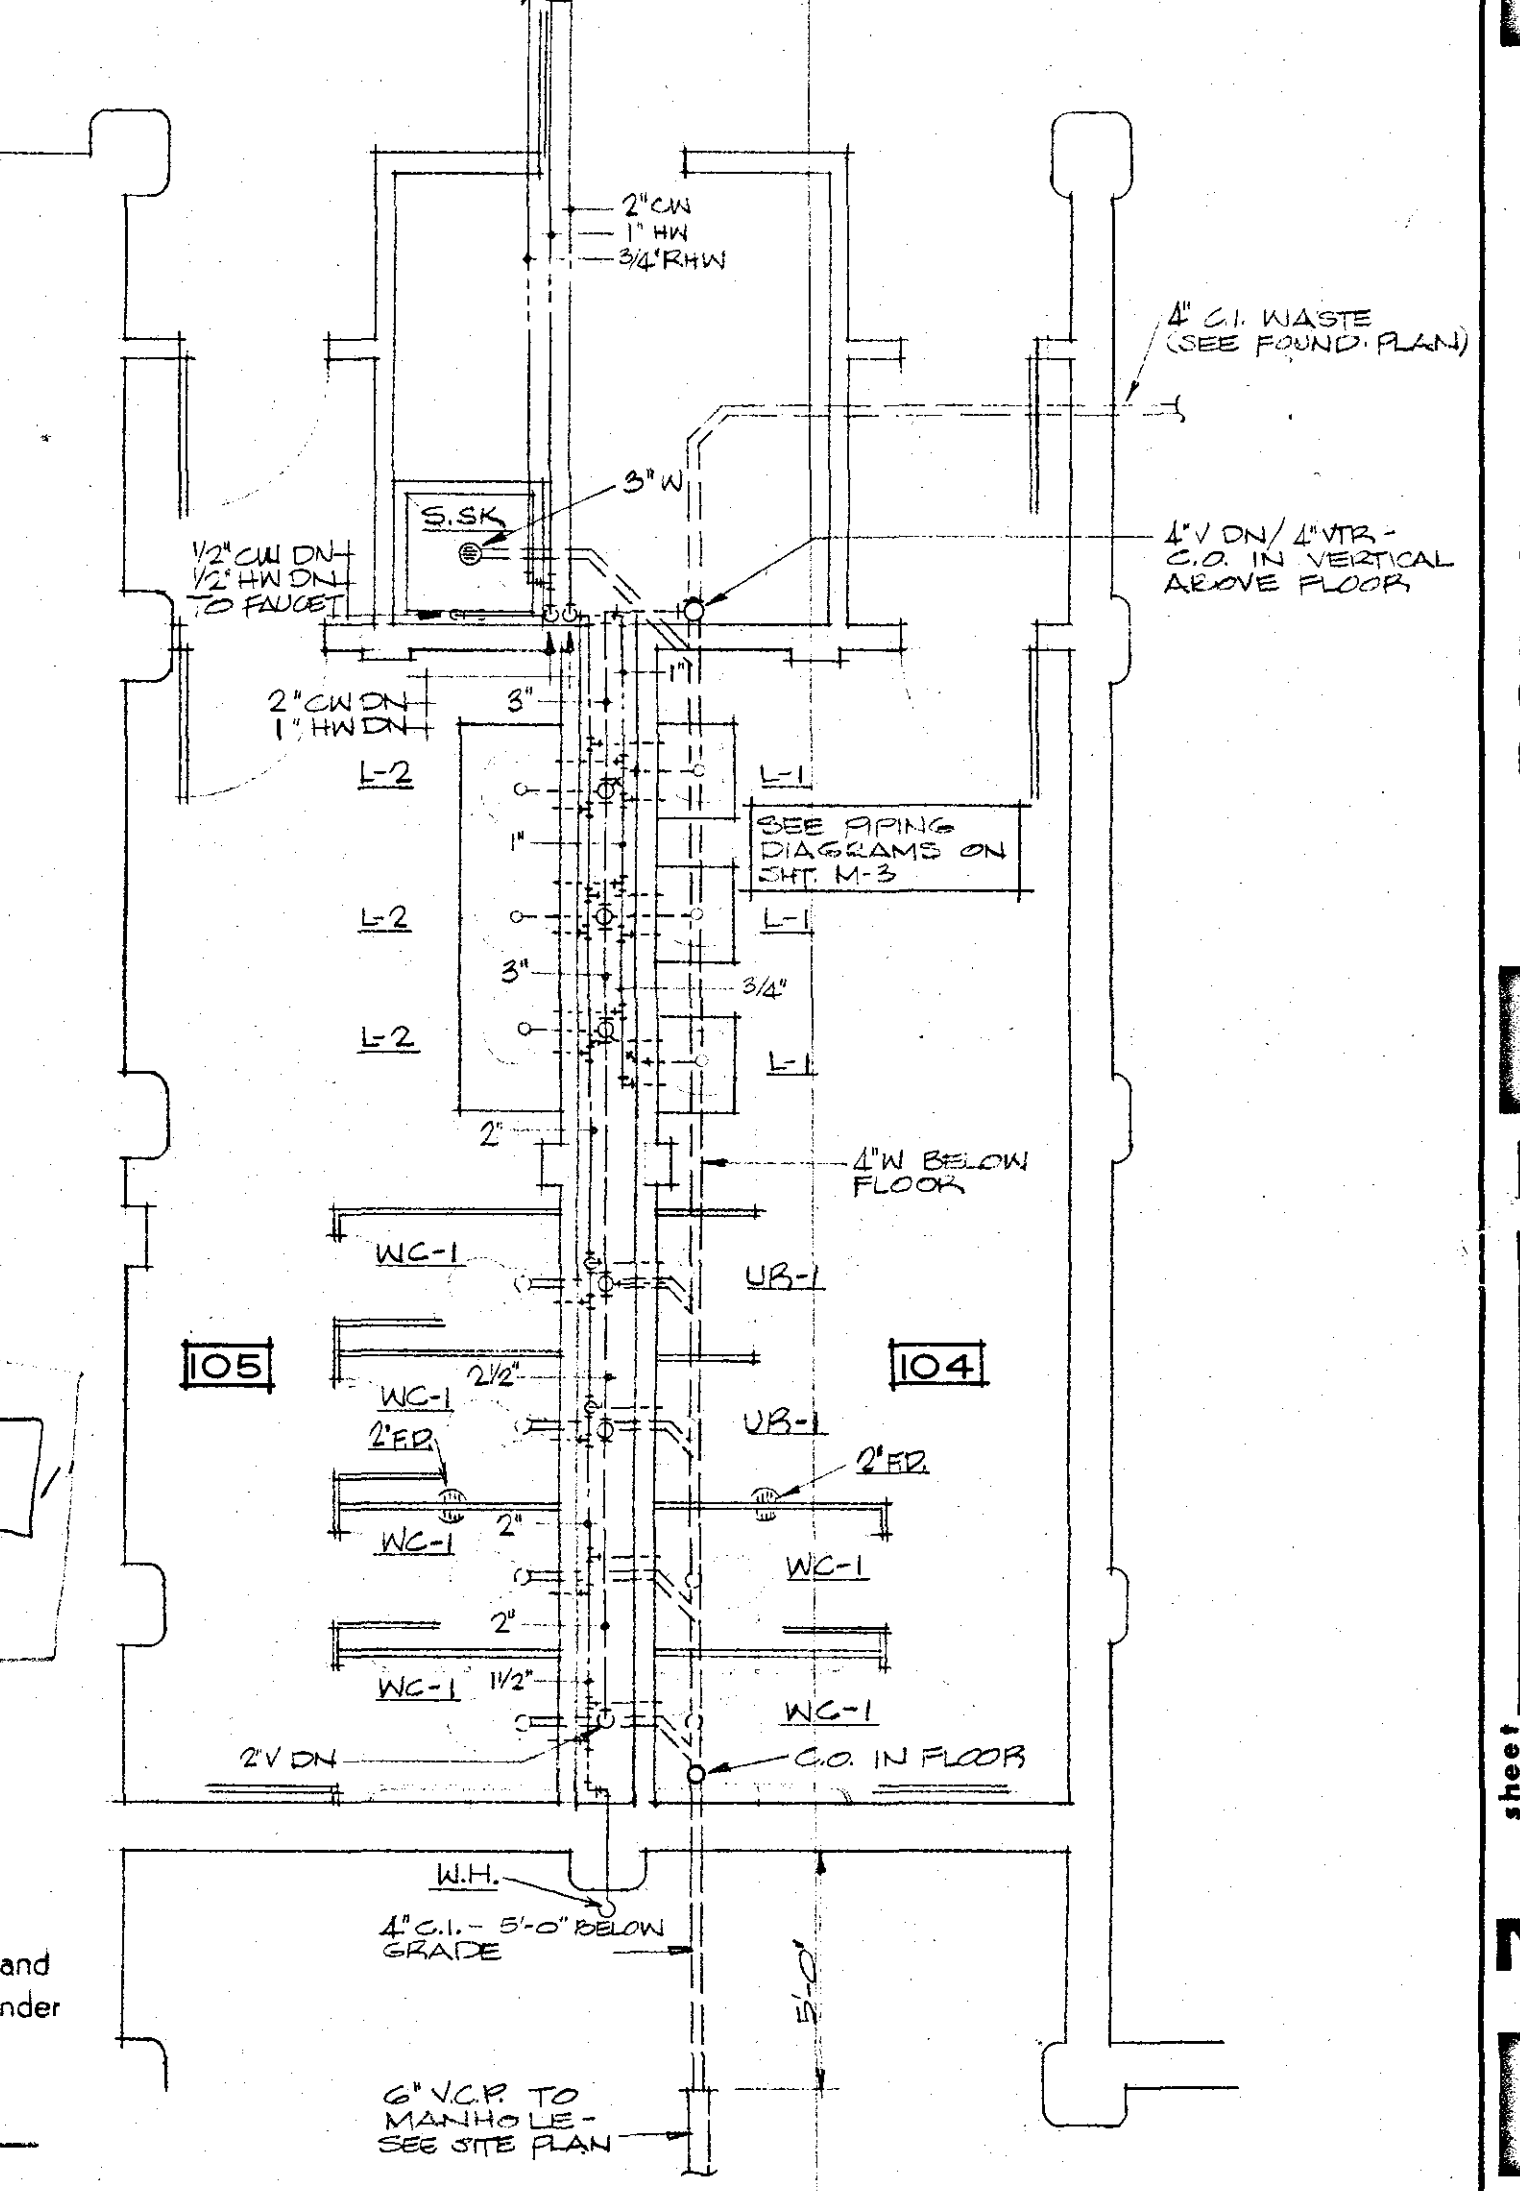 2" CW
1" HW
3/4" RHW
4" C.I. WASTE
(SEE FOUND. PLAN)
3" W
S.SK
1/2" CW DN
1/2" HW DN
TO FAUCET
4" V DN/4" VTR-
C.O. IN VERTICAL
ABOVE FLOOR
1"
3"
2" CW DN
1" HW DN
L-2
L-1
SEE PIPING
DIAGRAMS ON
SHT. M-3
1"
L-2
L-1
3"
3/4"
L-2
L-1
2"
4" W BELOW
FLOOR
WC-1
UR-1
105
104
2 1/2"
WC-1
UR-1
2" F.D.
2" F.D.
2"
WC-1
WC-1
2"
WC-1
1 1/2"
WC-1
2" V DN
C.O. IN FLOOR
W.H.
4" C.I. - 5'-0" BELOW
GRADE
5'-0"
6" V.C.P. TO
MANHOLE-
SEE SITE PLAN
and
nder
sheet